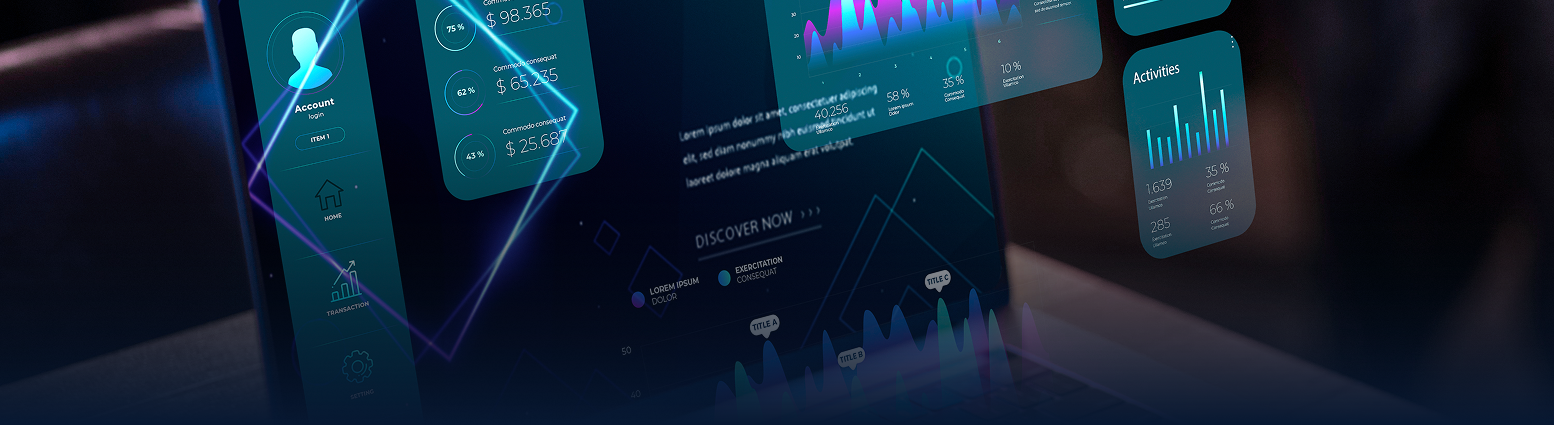 Account
login
ITEM 1
HOME
TRANSACTION
SETTING
75 %
$ 98.365
62 %
Commodo consequat
$ 65.235
43 %
Commodo consequat
$ 25.687
30
20
10
1
2
3
4
5
6
40.256
Exercitation
Ullamco
58 %
Lorem ipsum
Dolor
35 %
Commodo
Consequat
10 %
Exercitation
Ullamco
Lorem ipsum dolor sit amet, consectetuer adipiscing
elit, sed diam nonummy nibh euismod tincidunt ut
laoreet dolore magna aliquam erat volutpat.
DISCOVER NOW
LOREM IPSUM
DOLOR
EXERCITATION
CONSEQUAT
50
40
TITLE A
TITLE B
TITLE C
Activities
1.639
Exercitation
Ullamco
35 %
Commodo
Consequat
285
Exercitation
Ullamco
66 %
Commodo
Consequat